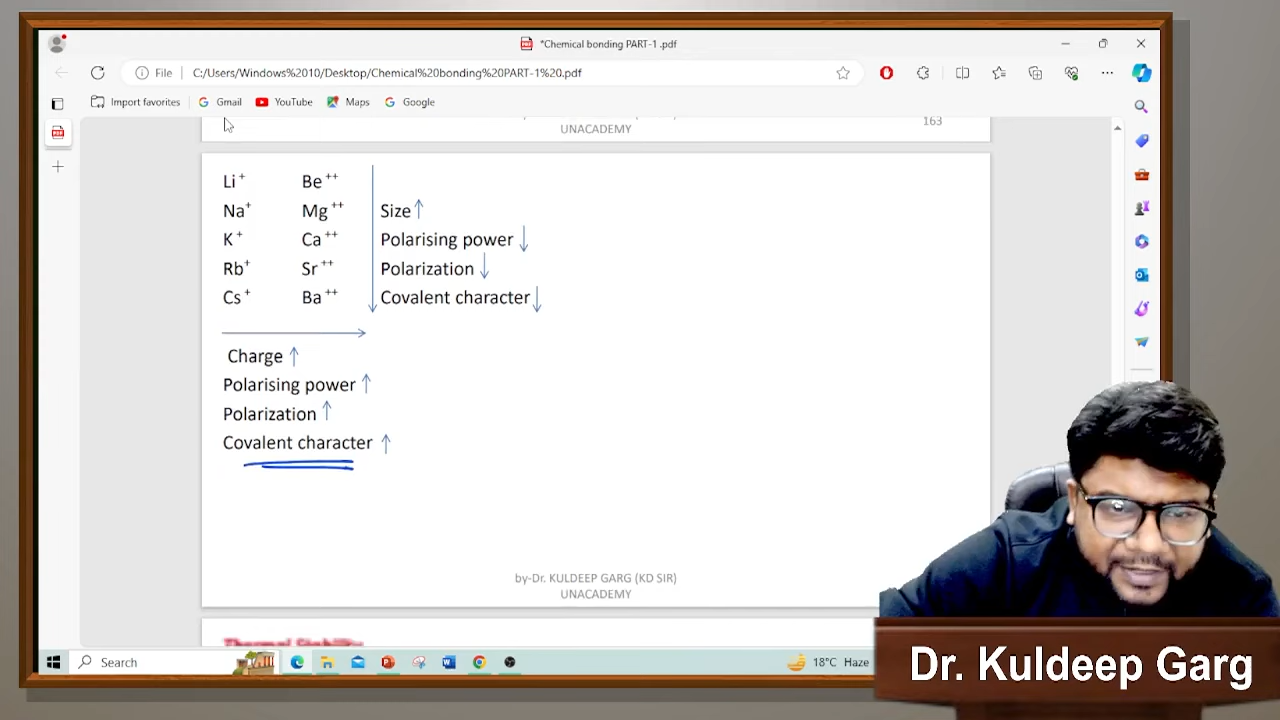 *Chemical bonding PART-1 .pdf
File C:/Users/Windows%2010/Desktop/Chemical%20bonding%20PART-1%20.pdf
Import favorites Gmail YouTube Maps Google
UNACADEMY 163
Li⁺ Be⁺⁺
Na⁺ Mg⁺⁺ Size ↑
K⁺ Ca⁺⁺ Polarising power ↓
Rb⁺ Sr⁺⁺ Polarization ↓
Cs⁺ Ba⁺⁺ Covalent character ↓
Charge ↑
Polarising power ↑
Polarization ↑
Covalent character ↑
by-Dr. KULDEEP GARG (KD SIR)
UNACADEMY
Thermal Stability
Search 18°C Haze
Dr. Kuldeep Garg